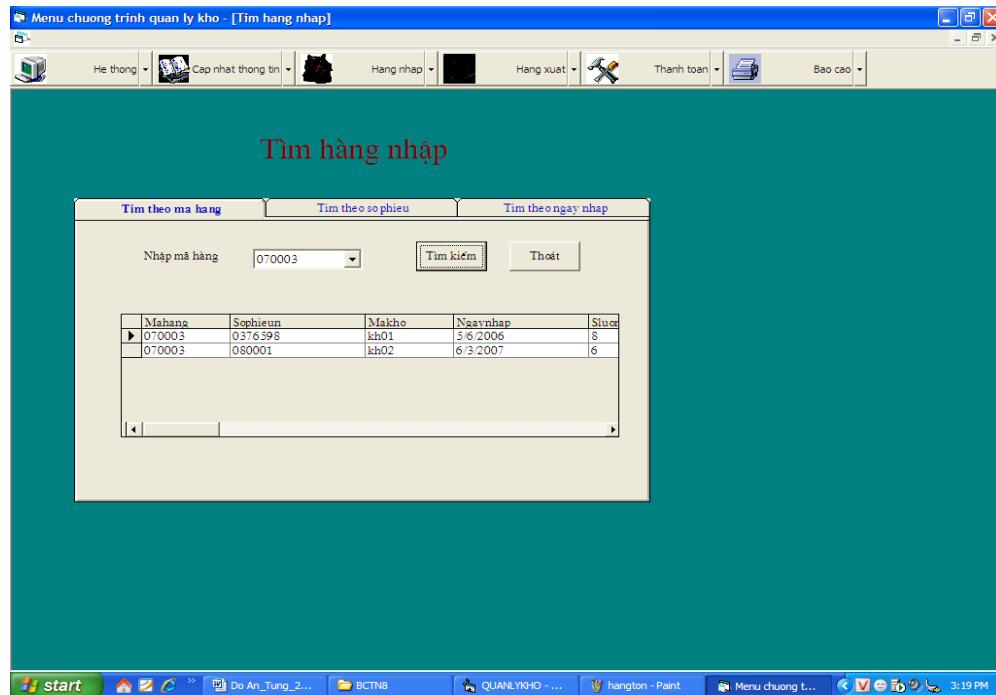 Menu chuong trinh quan ly kho - [Tim hang nhap]
He thong Cap nhat thong tin Hang nhap Hang xuat Thanh toan Bao cao
Tìm hàng nhập
Tim theo ma hang Tim theo so phieu Tim theo ngay nhap
Nhập mã hàng 070003 Tìm kiếm Thoát
Mahang Sophieun Makho Ngaynhap Sluor
070003 0376598 kh01 5/6/2006 8
070003 080001 kh02 6/3/2007 6
start Do An_Tung_2... BCTN8 QUANLYKHO - ... hangton - Paint Menu chuong t... V 3:19 PM